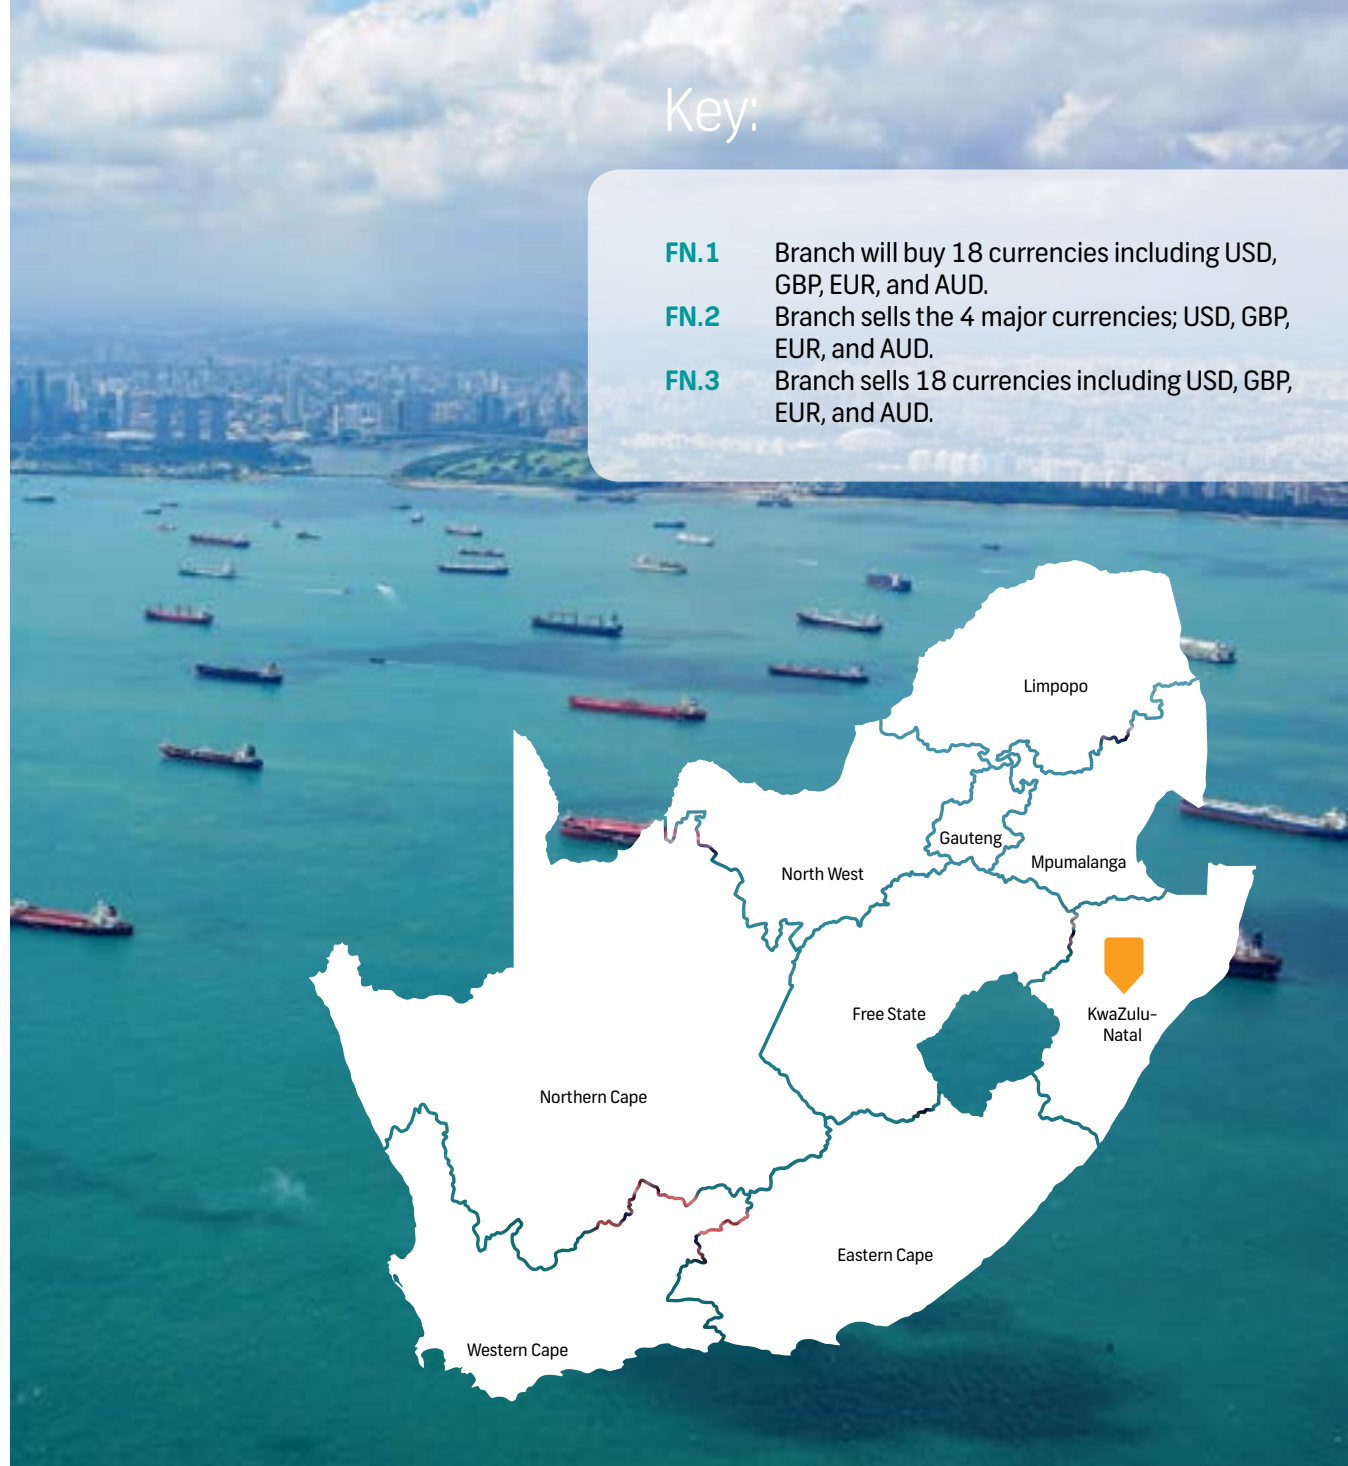 Key:
FN.1 Branch will buy 18 currencies including USD,
GBP, EUR, and AUD.
FN.2 Branch sells the 4 major currencies; USD, GBP,
EUR, and AUD.
FN.3 Branch sells 18 currencies including USD, GBP,
EUR, and AUD.
Limpopo
Gauteng
Mpumalanga
North West
KwaZulu-
Natal
Free State
Northern Cape
Eastern Cape
Western Cape